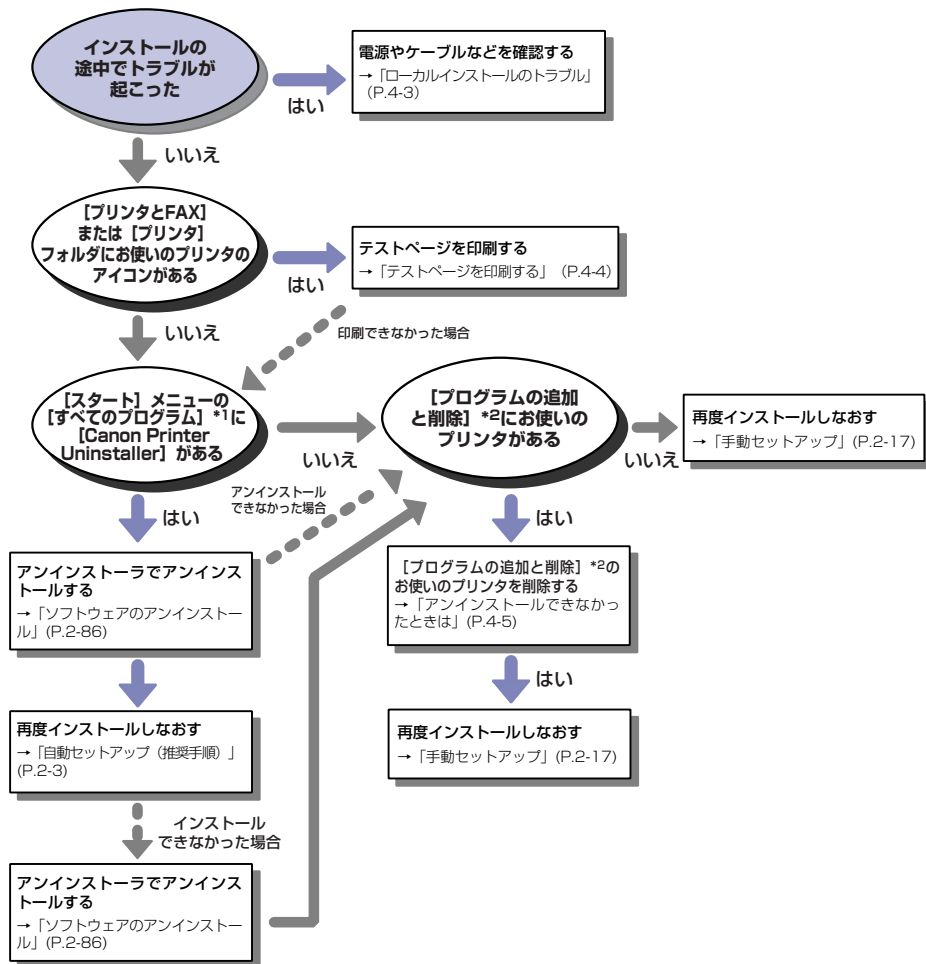 インストールの
途中でトラブルが
起こった
はい
電源やケーブルなどを確認する
→「ローカルインストールのトラブル」
（P.4-3）
いいえ
［プリンタとFAX］
または［プリンタ］
フォルダにお使いのプリンタの
アイコンがある
はい
テストページを印刷する
→「テストページを印刷する」（P.4-4）
いいえ
印刷できなかった場合
［スタート］メニューの
［すべてのプログラム］*1に
［Canon Printer
Uninstaller］がある
いいえ
［プログラムの追加
と削除］*2にお使いの
プリンタがある
いいえ
再度インストールしなおす
→「手動セットアップ」(P.2-17)
アンインストール
できなかった場合
はい
はい
アンインストーラでアンインス
トールする
→「ソフトウェアのアンインストー
ル」(P.2-86)
［プログラムの追加と削除］*2の
お使いのプリンタを削除する
→「アンインストールできなかっ
たときは」(P.4-5)
はい
再度インストールしなおす
→「自動セットアップ（推奨手順）」
(P.2-3)
再度インストールしなおす
→「手動セットアップ」(P.2-17)
インストール
できなかった場合
アンインストーラでアンインス
トールする
→「ソフトウェアのアンインストー
ル」(P.2-86)